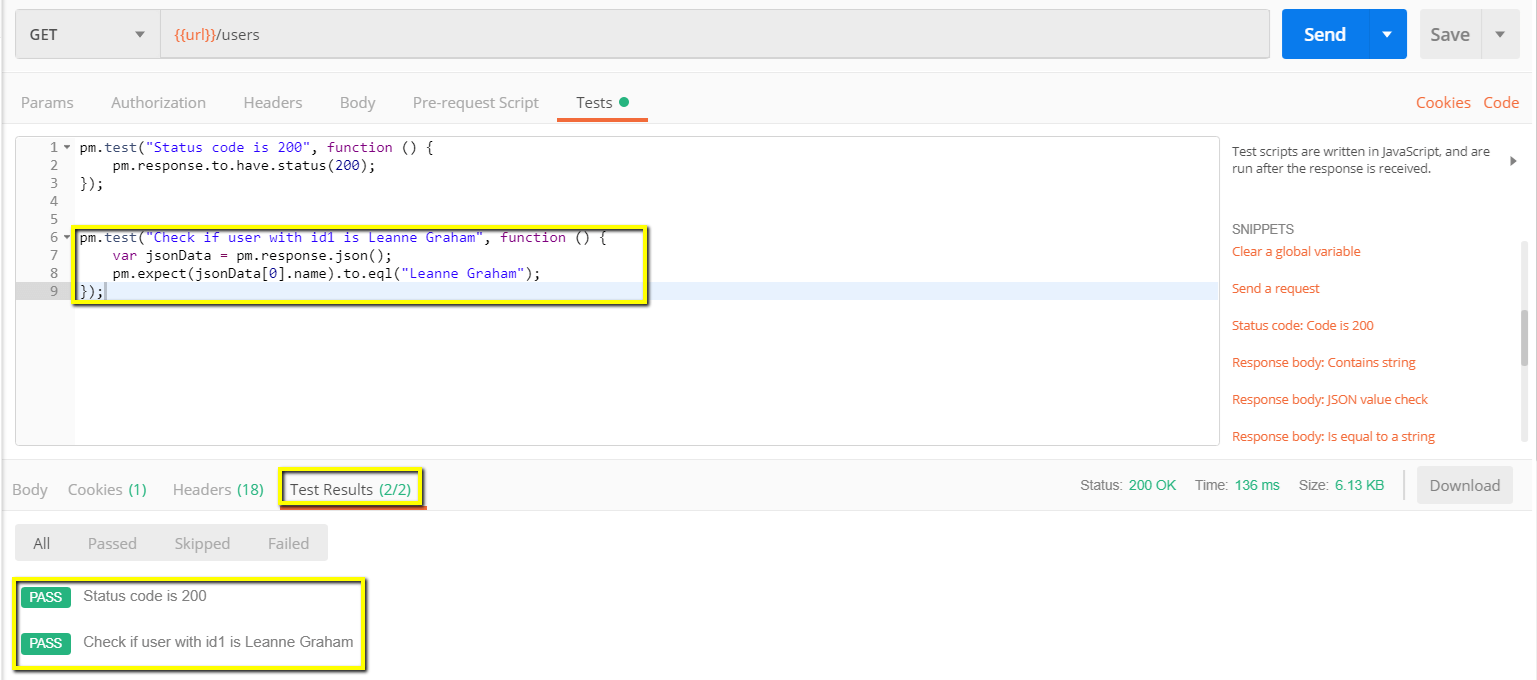 GET {{url}}/users Send Save
Params Authorization Headers Body Pre-request Script Tests Cookies Code
1 pm.test("Status code is 200", function () {
2 pm.response.to.have.status(200);
3 });
4
5
6 pm.test("Check if user with id1 is Leanne Graham", function () {
7 var jsonData = pm.response.json();
8 pm.expect(jsonData[0].name).to.eql("Leanne Graham");
9 });
Test scripts are written in JavaScript, and are
run after the response is received.
SNIPPETS
Clear a global variable
Send a request
Status code: Code is 200
Response body: Contains string
Response body: JSON value check
Response body: Is equal to a string
Body Cookies (1) Headers (18) Test Results (2/2) Status: 200 OK Time: 136 ms Size: 6.13 KB Download
All Passed Skipped Failed
PASS Status code is 200
PASS Check if user with id1 is Leanne Graham